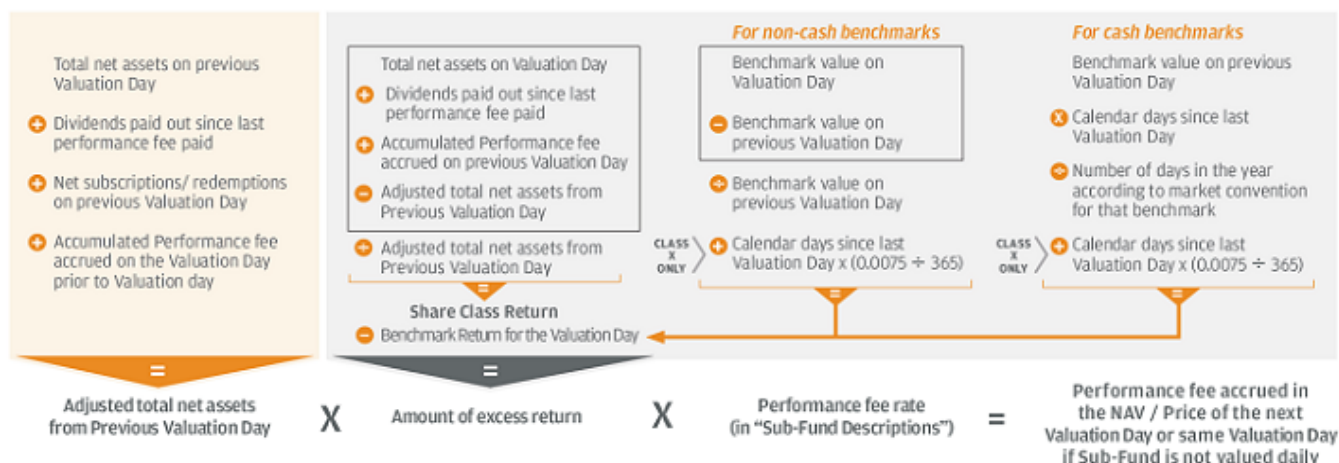 Total net assets on previous
Valuation Day
+ Dividends paid out since last
performance fee paid
+ Net subscriptions/ redemptions
on previous Valuation Day
+ Accumulated Performance fee
accrued on the Valuation Day
prior to Valuation day
=
Adjusted total net assets
from Previous Valuation Day
X
Total net assets on Valuation Day
+ Dividends paid out since last
performance fee paid
+ Accumulated Performance fee
accrued on previous Valuation Day
− Adjusted total net assets from
Previous Valuation Day
÷ Adjusted total net assets from
Previous Valuation Day
=
Share Class Return
− Benchmark Return for the Valuation Day
=
Amount of excess return
For non-cash benchmarks
Benchmark value on
Valuation Day
− Benchmark value on
previous Valuation Day
÷ Benchmark value on
previous Valuation Day
CLASS
X
ONLY
+ Calendar days since last
Valuation Day x (0.0075 ÷ 365)
=
For cash benchmarks
Benchmark value on previous
Valuation Day
x Calendar days since last
Valuation Day
÷ Number of days in the year
according to market convention
for that benchmark
CLASS
X
ONLY
+ Calendar days since last
Valuation Day x (0.0075 ÷ 365)
=
X
Performance fee rate
(in “Sub-Fund Descriptions”)
=
Performance fee accrued in
the NAV / Price of the next
Valuation Day or same Valuation Day
if Sub-Fund is not valued daily